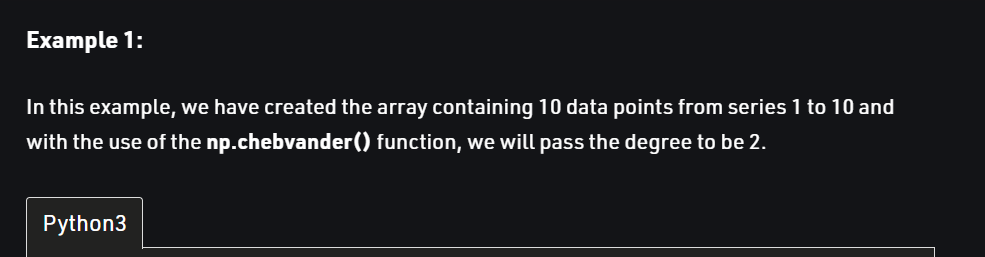 Example 1:
In this example, we have created the array containing 10 data points from series 1 to 10 and
with the use of the np.chebvander() function, we will pass the degree to be 2.
Python3